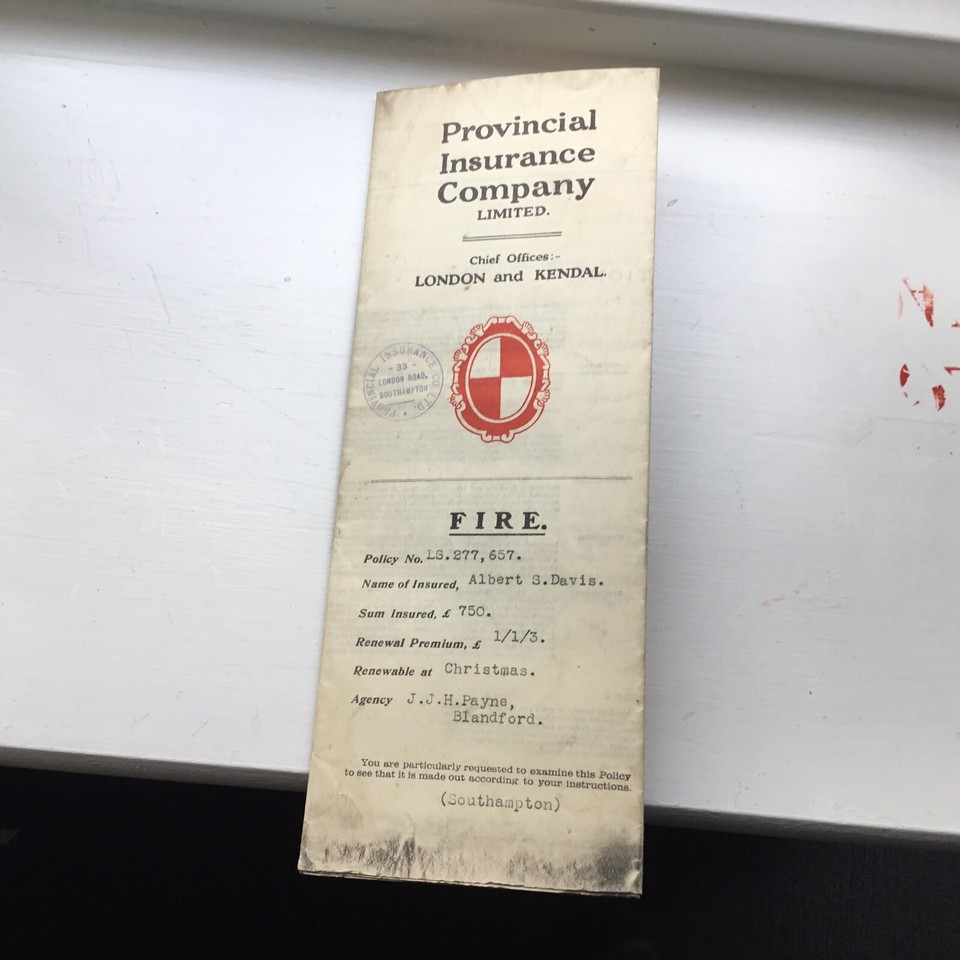 Provincial
Insurance
Company
LIMITED.
Chief Offices:-
LONDON and KENDAL.
PROVINCIAL INSURANCE CO. LTD.
- 33 -
LONDON ROAD,
SOUTHAMPTON
FIRE.
Policy No. LS.277,657.
Name of Insured, Albert S.Davis.
Sum Insured, £ 750.
Renewal Premium, £ 1/1/3.
Renewable at Christmas.
Agency J.J.H.Payne,
Blandford.
You are particularly requested to examine this Policy
to see that it is made out according to your instructions.
(Southampton)